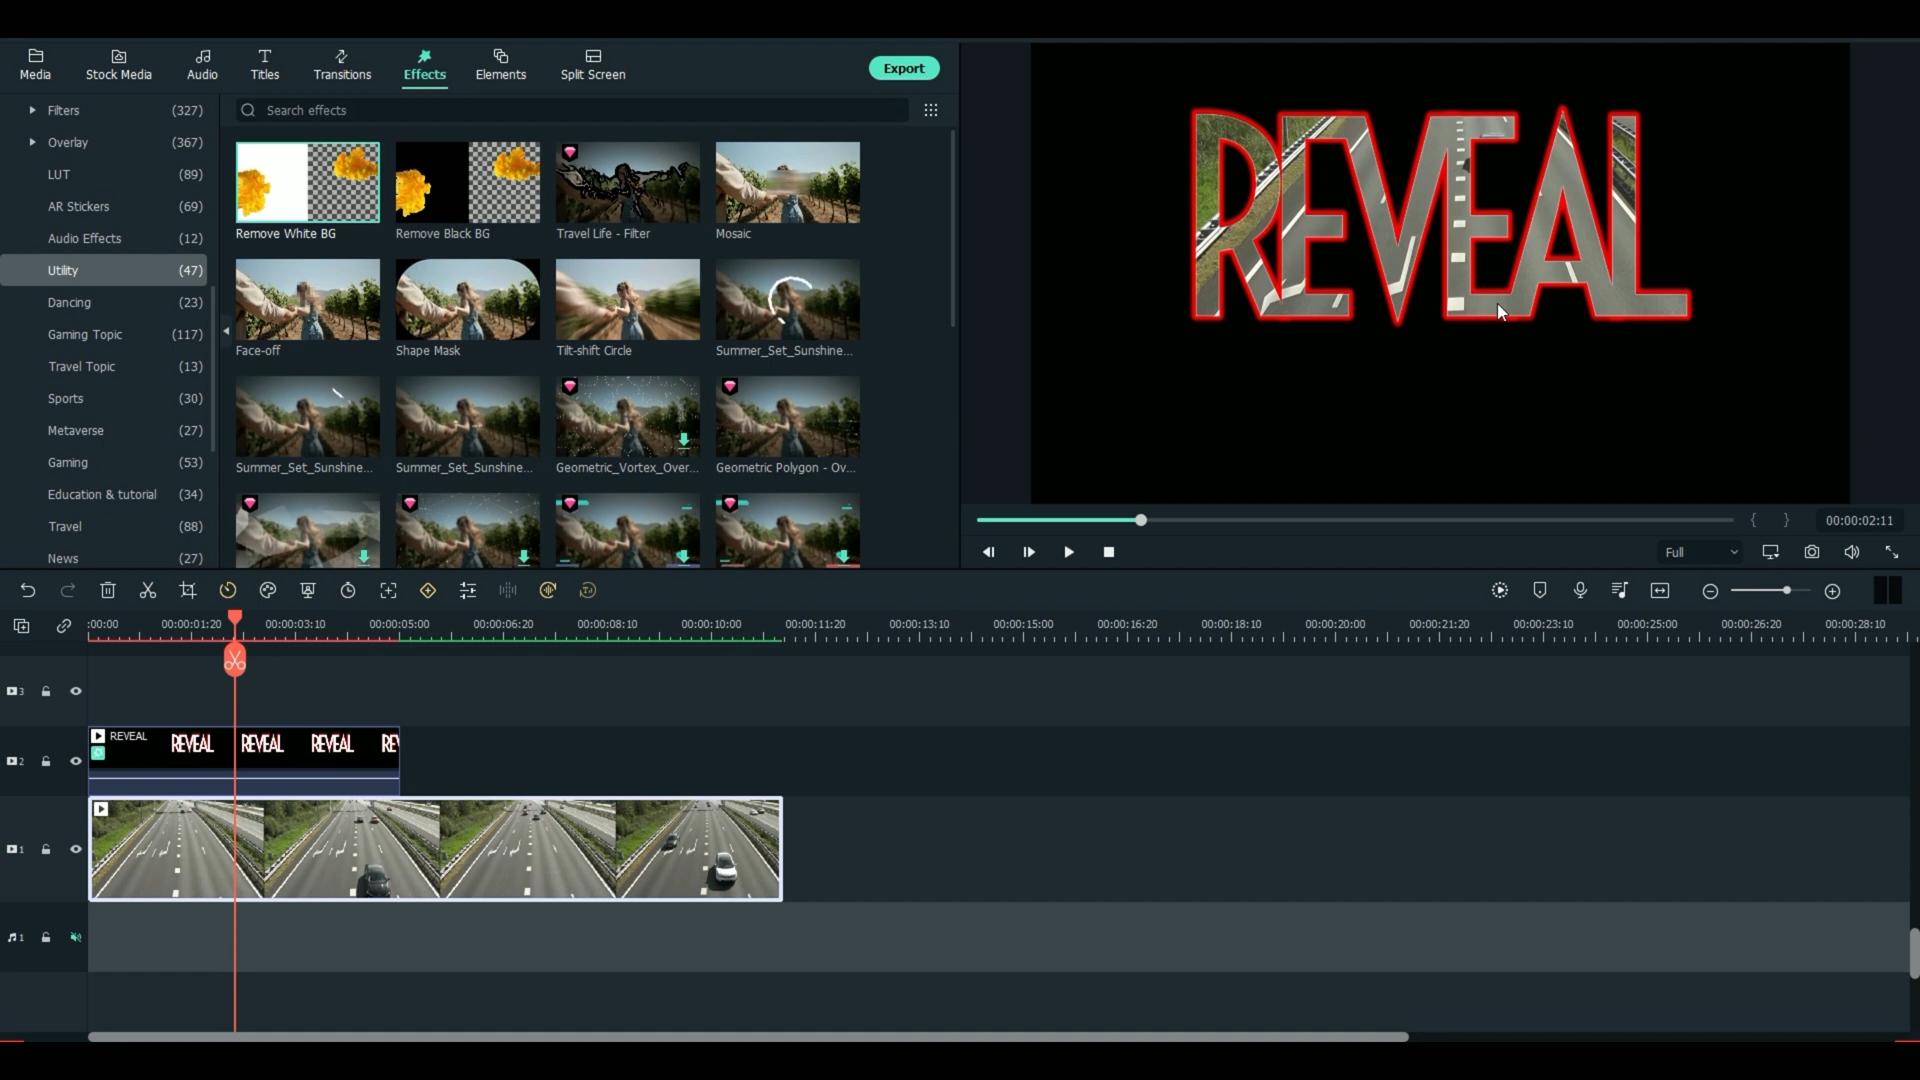 Media
Stock Media
Audio
Titles
Transitions
Effects
Elements
Split Screen
Export
Filters (327)
Overlay (367)
LUT (89)
AR Stickers (69)
Audio Effects (12)
Utility (47)
Dancing (23)
Gaming Topic (117)
Travel Topic (13)
Sports (30)
Metaverse (27)
Gaming (53)
Education & tutorial (34)
Travel (88)
News (27)
Search effects
Remove White BG
Remove Black BG
Travel Life - Filter
Mosaic
Face-off
Shape Mask
Tilt-shift Circle
Summer_Set_Sunshine...
Summer_Set_Sunshine...
Summer_Set_Sunshine...
Geometric_Vortex_Over...
Geometric Polygon - Ov...
REVEAL
{ } 00:00:02:11
Full
:00:00 00:00:01:20 00:00:03:10 00:00:05:00 00:00:06:20 00:00:08:10 00:00:10:00 00:00:11:20 00:00:13:10 00:00:15:00 00:00:16:20 00:00:18:10 00:00:20:00 00:00:21:20 00:00:23:10 00:00:25:00 00:00:26:20 00:00:28:10
3
2
REVEAL
REVEAL REVEAL REVEAL REV
1
1